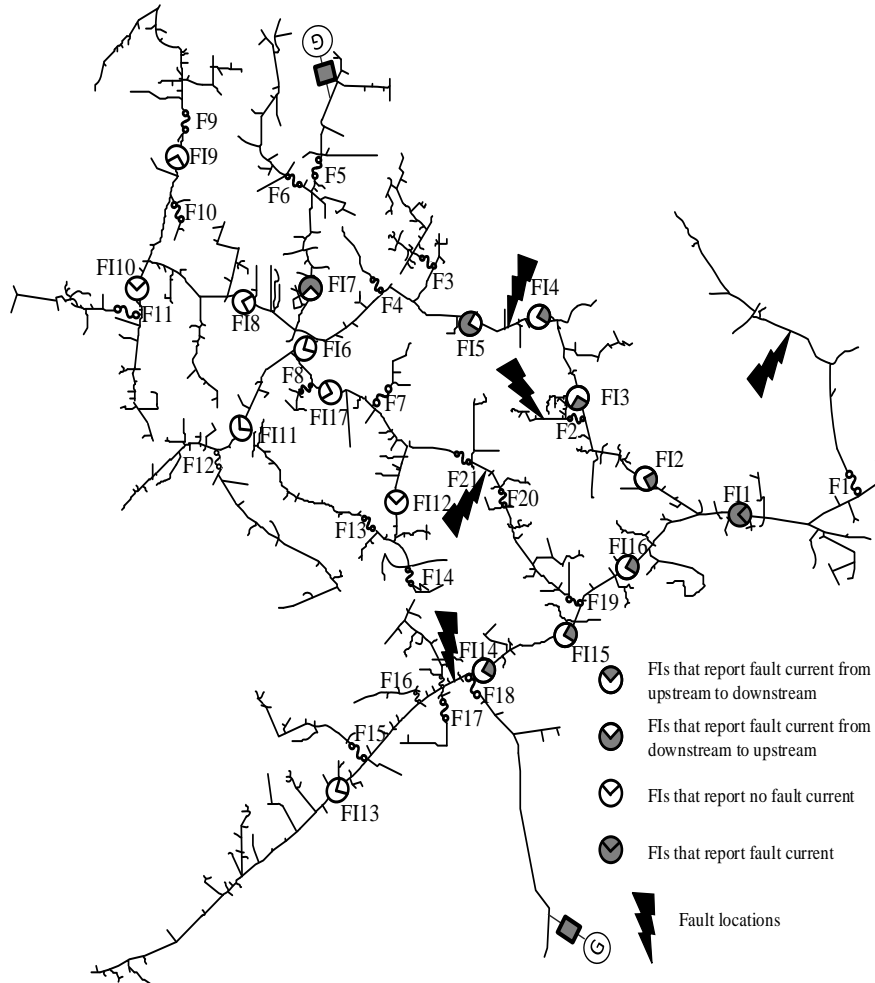 G
F9
FI9
F5
F6
F10
FI10
FI7
F3
FI4
F11
FI8
F4
FI5
FI6
F8
FI17
F7
FI3
F2
FI11
F12
F21
FI2
F20
FI12
FI1
F1
F13
FI16
F14
F19
FI15
FI14
F16
F18
F17
F15
FI13
FIs that report fault current from
upstream to downstream
FIs that report fault current from
downstream to upstream
FIs that report no fault current
FIs that report fault current
Fault locations
G